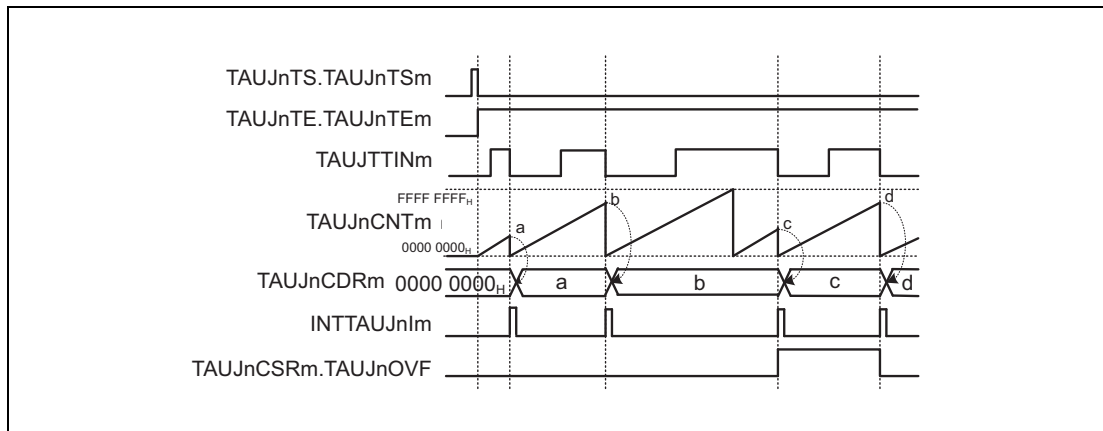 TAUJnTS.TAUJnTSm
TAUJnTE.TAUJnTEm
TAUJTTINm
FFFF FFFFH
TAUJnCNTm
0000 0000H
a
b
c
d
TAUJnCDRm 0000 0000H a b c d
INTTAUJnIm
TAUJnCSRm.TAUJnOVF